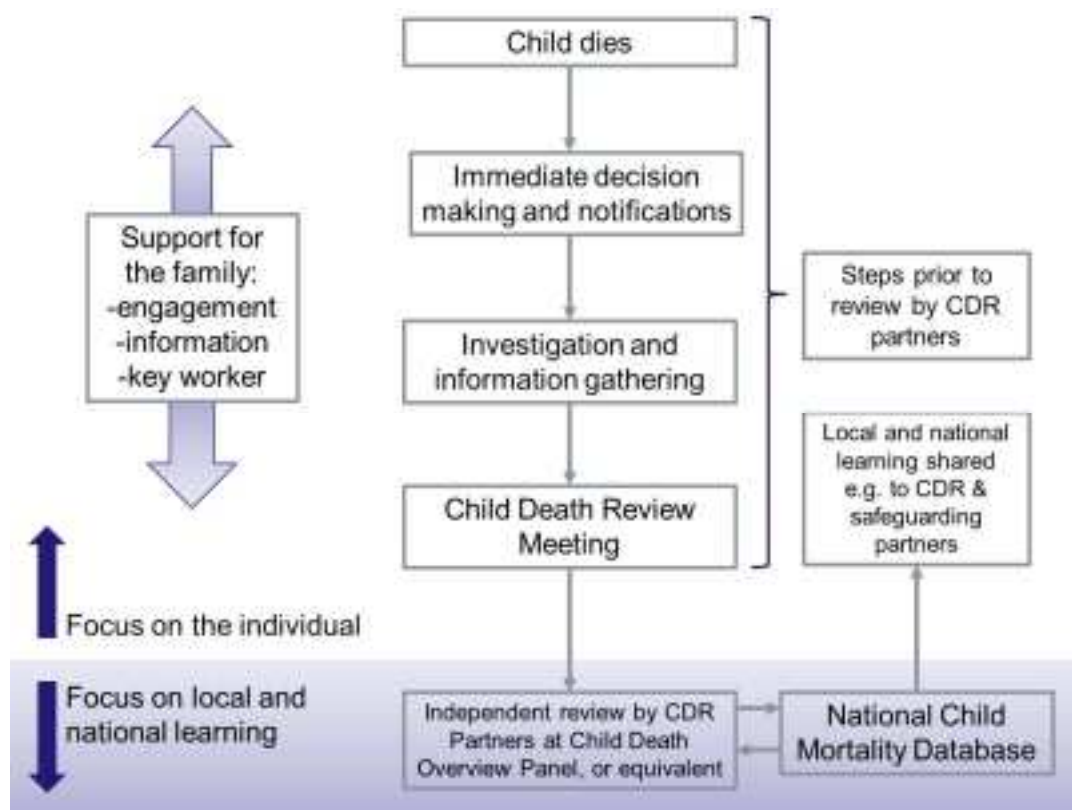 Child dies
Immediate decision
making and notifications
Support for
the family:
-engagement
-information
-key worker
Steps prior to
review by CDR
partners
Investigation and
information gathering
Local and national
learning shared
e.g. to CDR &
safeguarding
partners
Child Death Review
Meeting
Focus on the individual
Focus on local and
national learning
Independent review by CDR
Partners at Child Death
Overview Panel, or equivalent
National Child
Mortality Database